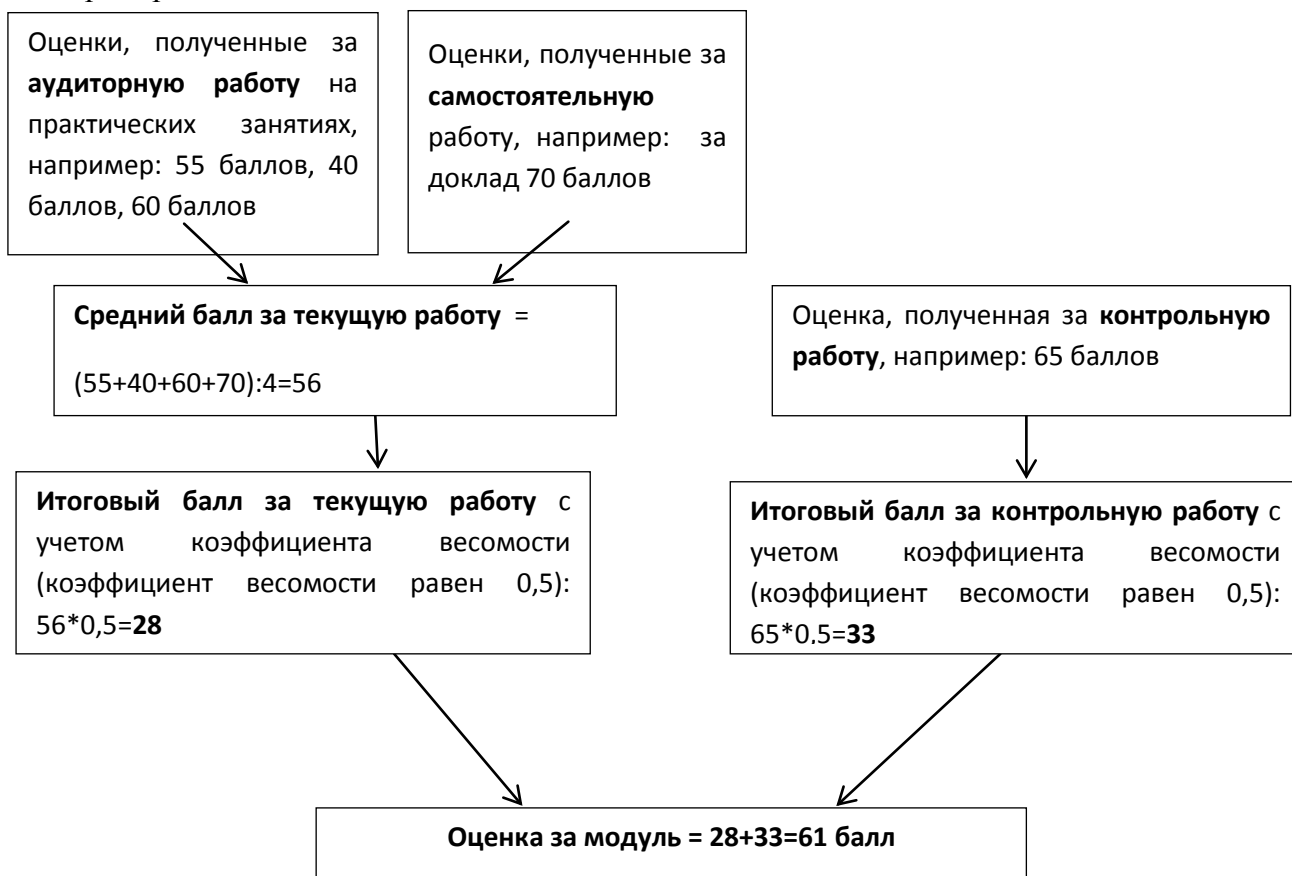 Оценки, полученные за
аудиторную работу на
практических занятиях,
например: 55 баллов, 40
баллов, 60 баллов
Оценки, полученные за
самостоятельную
работу, например: за
доклад 70 баллов
Средний балл за текущую работу =
(55+40+60+70):4=56
Оценка, полученная за контрольную
работу, например: 65 баллов
Итоговый балл за текущую работу с
учетом коэффициента весомости
(коэффициент весомости равен 0,5):
56*0,5=28
Итоговый балл за контрольную работу с
учетом коэффициента весомости
(коэффициент весомости равен 0,5):
65*0,5=33
Оценка за модуль = 28+33=61 балл